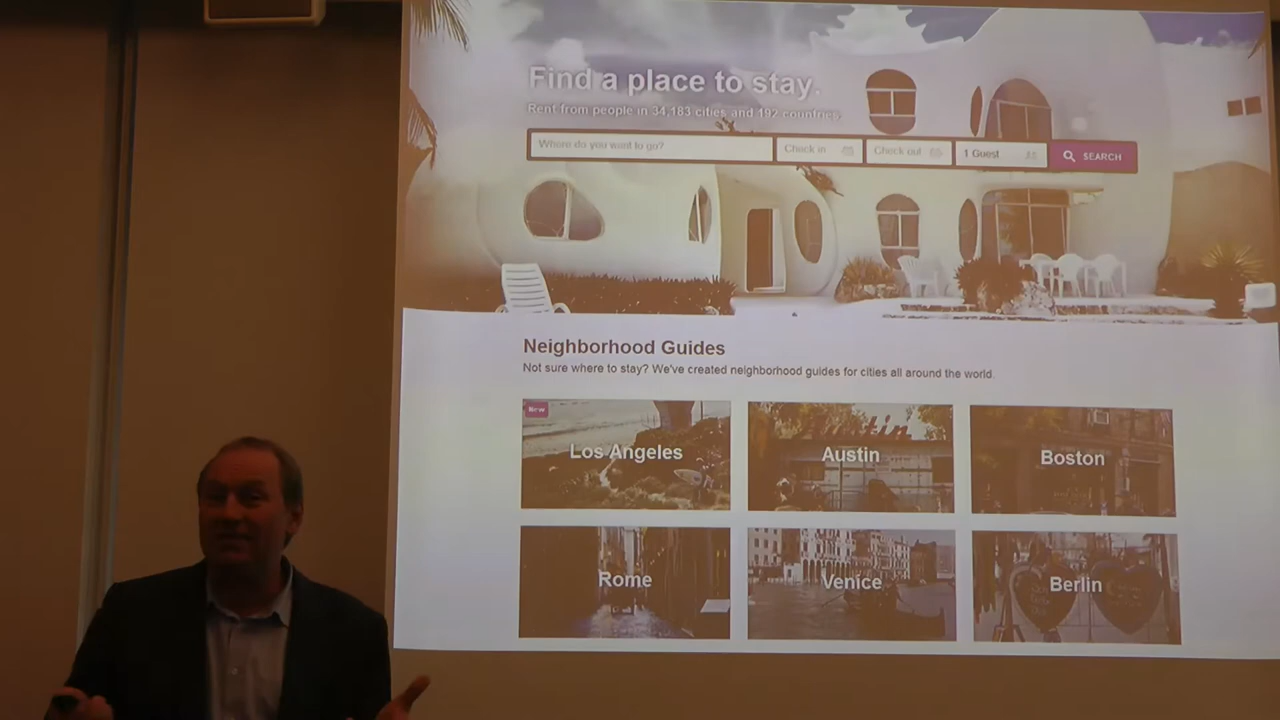 Find a place to stay.
Rent from people in 34,183 cities and 192 countries.
Where do you want to go?
Check in
Check out
1 Guest
SEARCH
Neighborhood Guides
Not sure where to stay? We've created neighborhood guides for cities all around the world.
New
Los Angeles
Austin
Boston
Rome
Venice
Berlin